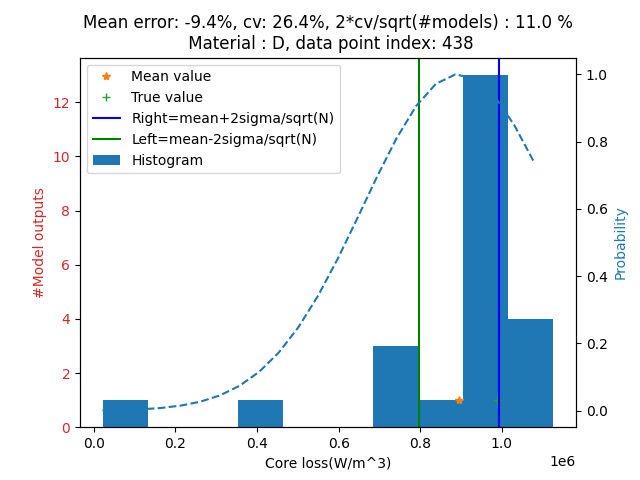 Mean error: -9.4%, cv: 26.4%, 2*cv/sqrt(#models) : 11.0 %
Material : D, data point index: 438
Mean value
True value
Right=mean+2sigma/sqrt(N)
Left=mean-2sigma/sqrt(N)
Histogram
#Model outputs
12
10
8
6
4
2
0
1.0
0.8
0.6
0.4
0.2
0.0
Probability
0.0 0.2 0.4 0.6 0.8 1.0
1e6
Core loss(W/m^3)